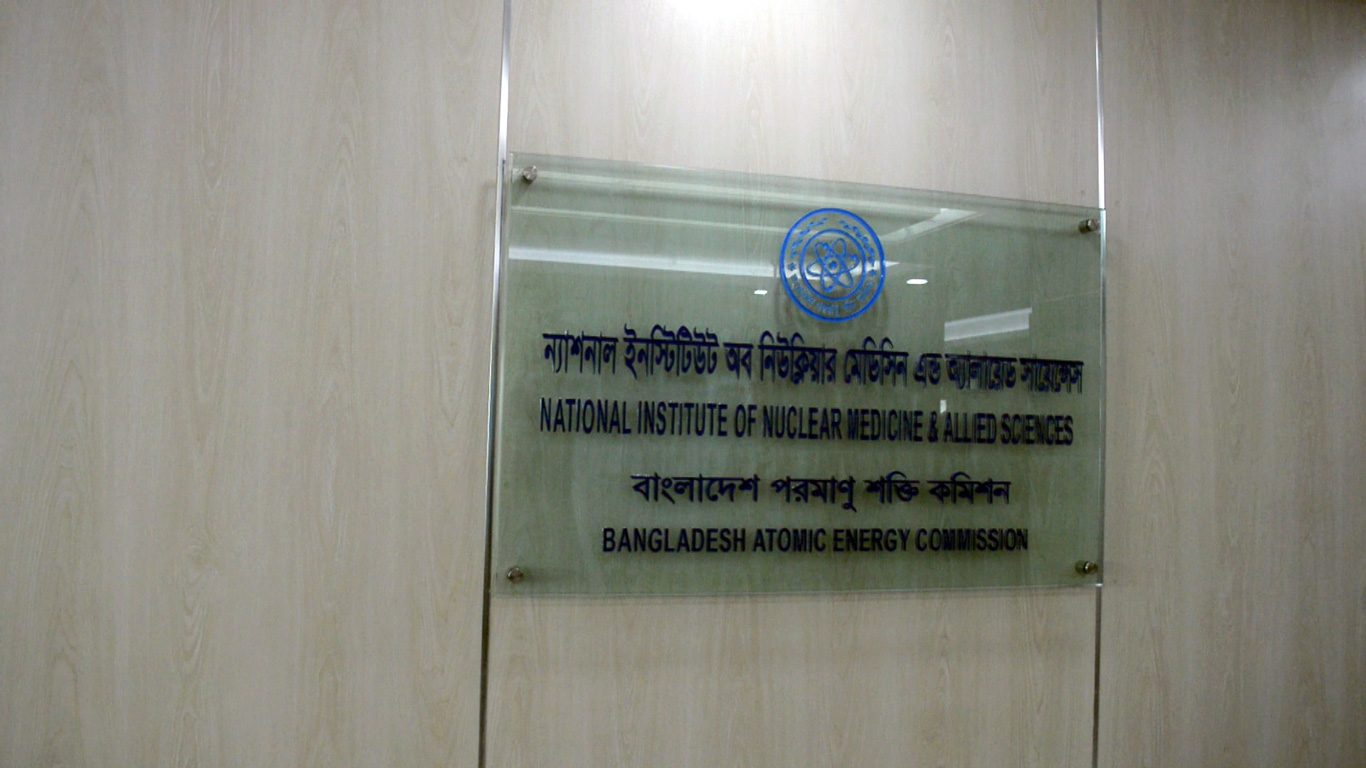 ন্যাশনাল ইনস্টিটিউট অব নিউক্লিয়ার মেডিসিন এন্ড অ্যালায়েড সায়েন্সেস
NATIONAL INSTITUTE OF NUCLEAR MEDICINE & ALLIED SCIENCES
বাংলাদেশ পরমাণু শক্তি কমিশন
BANGLADESH ATOMIC ENERGY COMMISSION